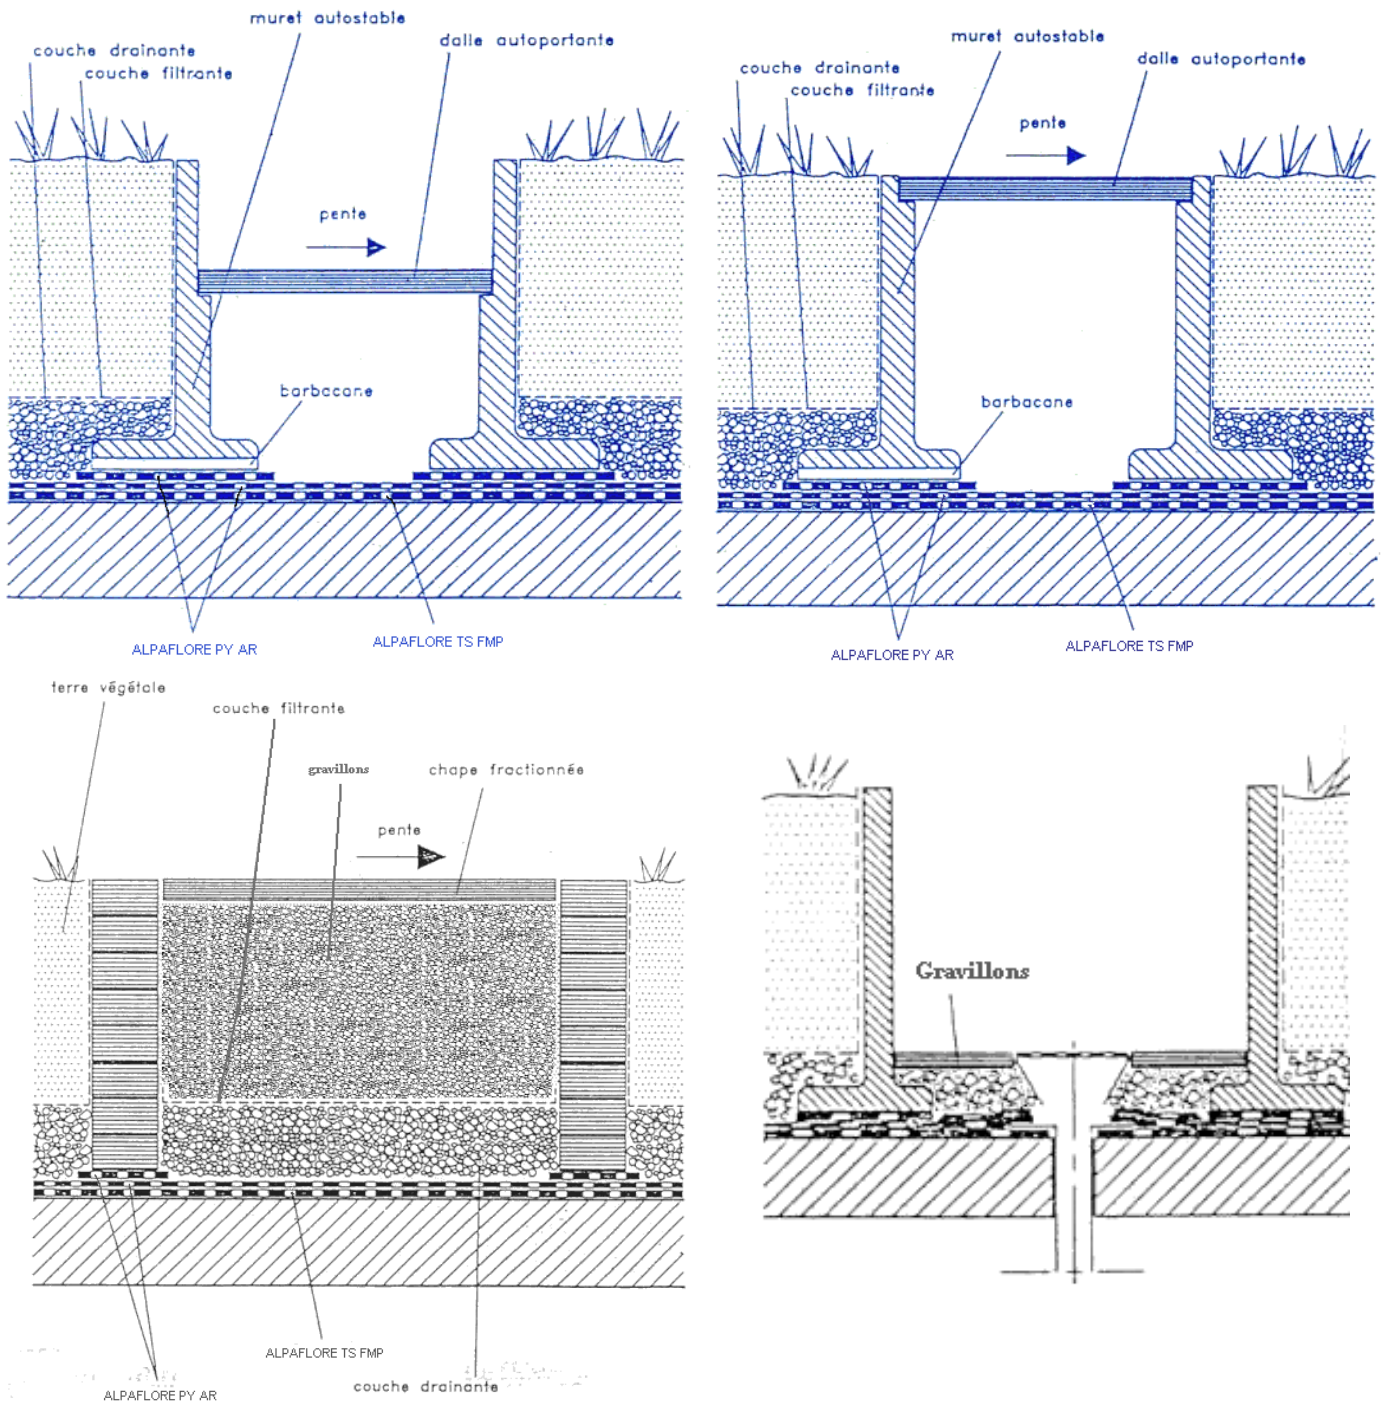 muret autostable
dalle autoportante
couche drainante
couche filtrante
pente
barbacane
ALPAFLORE PY AR
ALPAFLORE TS FMP
muret autostable
dalle autoportante
couche drainante
couche filtrante
pente
barbacane
ALPAFLORE PY AR
ALPAFLORE TS FMP
terre végétale
couche filtrante
gravillons
chape fractionnée
pente
ALPAFLORE TS FMP
ALPAFLORE PY AR
couche drainante
Gravillons